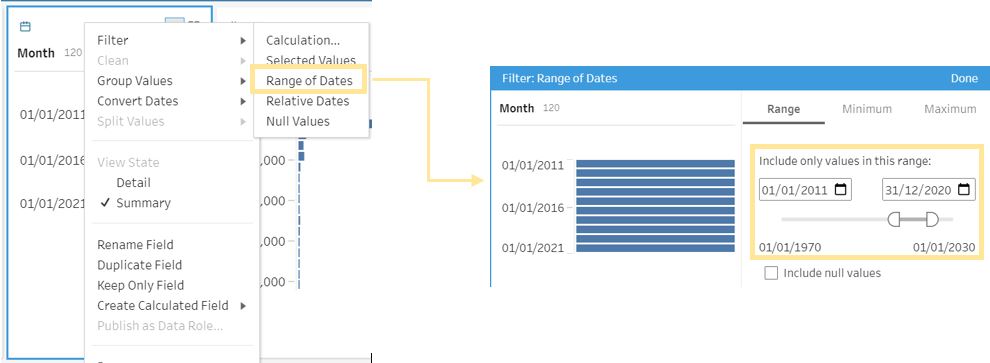 Month 120
01/01/2011
01/01/2016
01/01/2021
Filter
Clean
Group Values
Convert Dates
Split Values
View State
Detail
Summary
Rename Field
Duplicate Field
Keep Only Field
Create Calculated Field
Publish as Data Role...
Calculation...
Selected Values
Range of Dates
Relative Dates
Null Values
,000
,000
,000
,000
Filter: Range of Dates
Done
Month 120
01/01/2011
01/01/2016
01/01/2021
Range Minimum Maximum
Include only values in this range:
01/01/2011 31/12/2020
01/01/1970 01/01/2030
Include null values